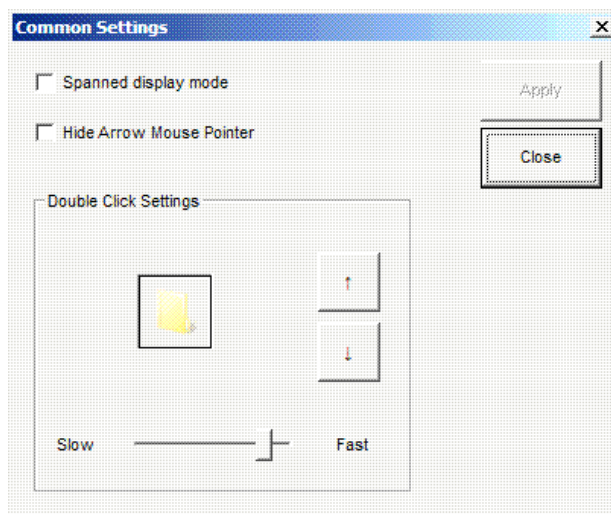 Common Settings
Spanned display mode
Apply
Hide Arrow Mouse Pointer
Close
Double Click Settings
↑
↓
Slow
Fast